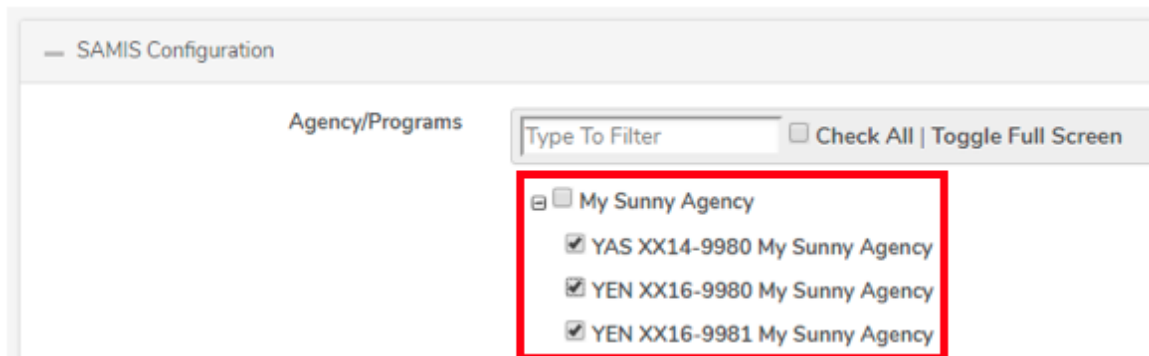 SAMIS Configuration
Agency/Programs
Type To Filter Check All | Toggle Full Screen
My Sunny Agency
YAS XX14-9980 My Sunny Agency
YEN XX16-9980 My Sunny Agency
YEN XX16-9981 My Sunny Agency